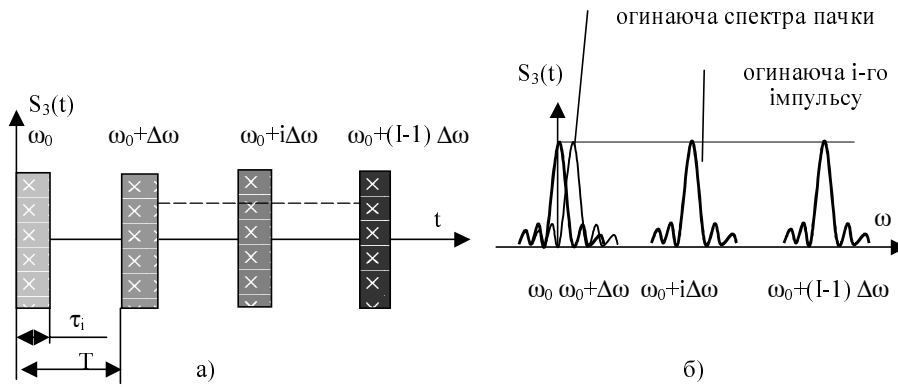 огинаюча спектра пачки
S₃(t)
огинаюча і-го
імпульсу
S₃(t)
ω₀ ω₀+Δω ω₀+iΔω ω₀+(I-1) Δω
t
ω
τᵢ
T
ω₀ ω₀+Δω ω₀+iΔω ω₀+(I-1) Δω
а)
б)